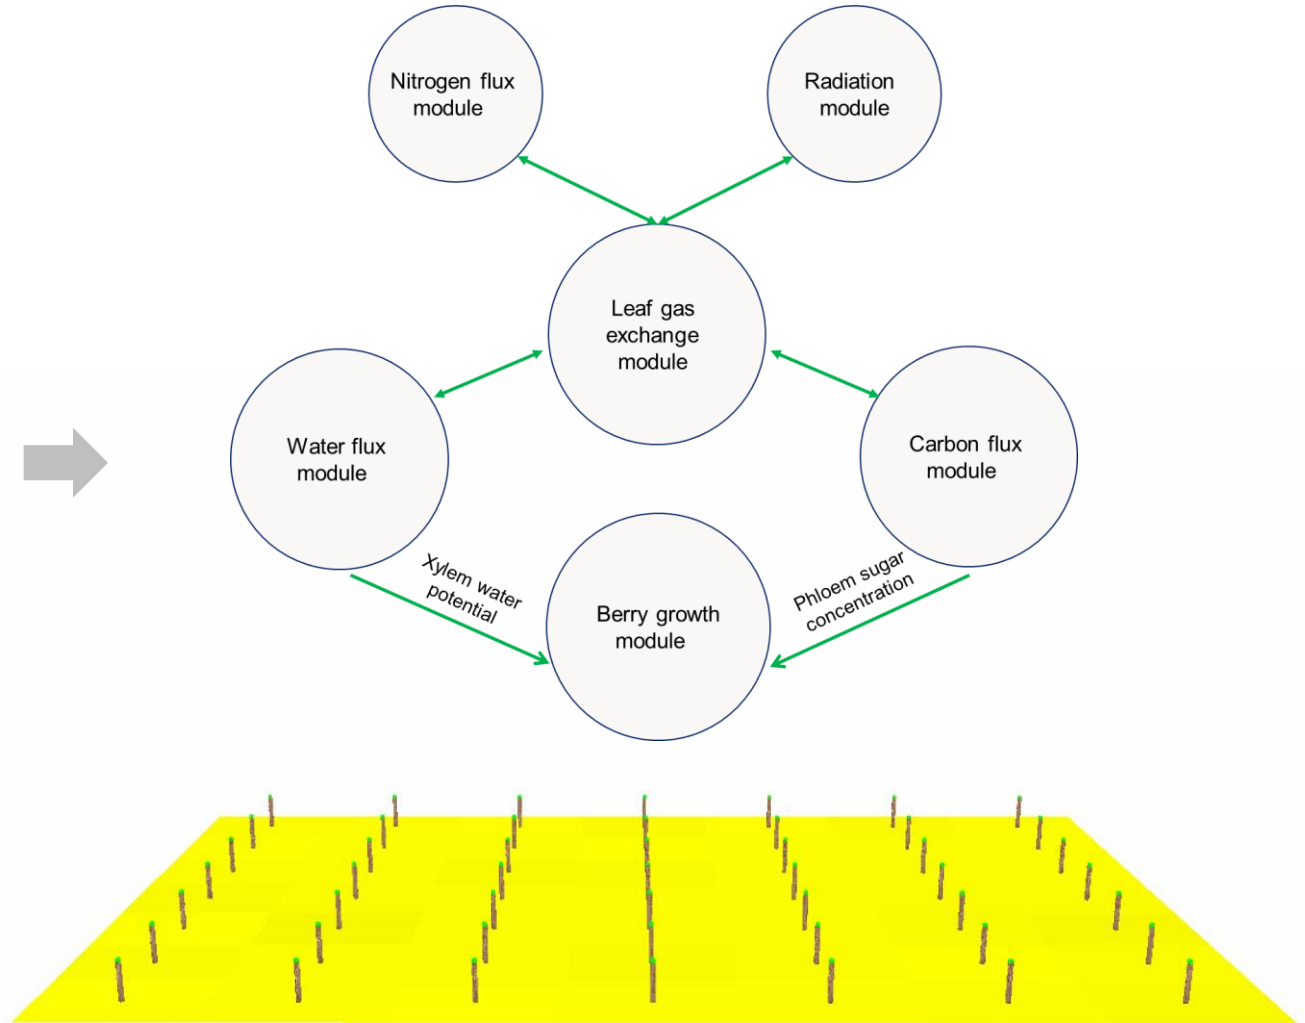 Nitrogen flux
module
Radiation
module
Leaf gas
exchange
module
Water flux
module
Carbon flux
module
Xylem water
potential
Phloem sugar
concentration
Berry growth
module